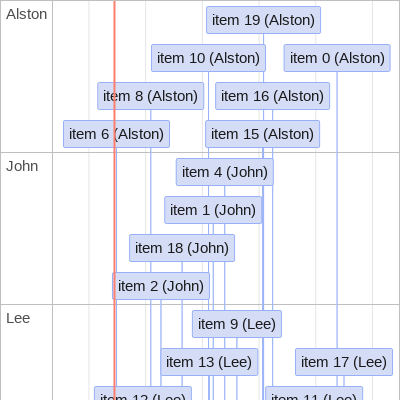 Alston
item 19 (Alston)
item 10 (Alston)
item 0 (Alston)
item 8 (Alston)
item 16 (Alston)
item 6 (Alston)
item 15 (Alston)
John
item 4 (John)
item 1 (John)
item 18 (John)
item 2 (John)
Lee
item 9 (Lee)
item 13 (Lee)
item 17 (Lee)
item 12 (Lee)
item 11 (Lee)